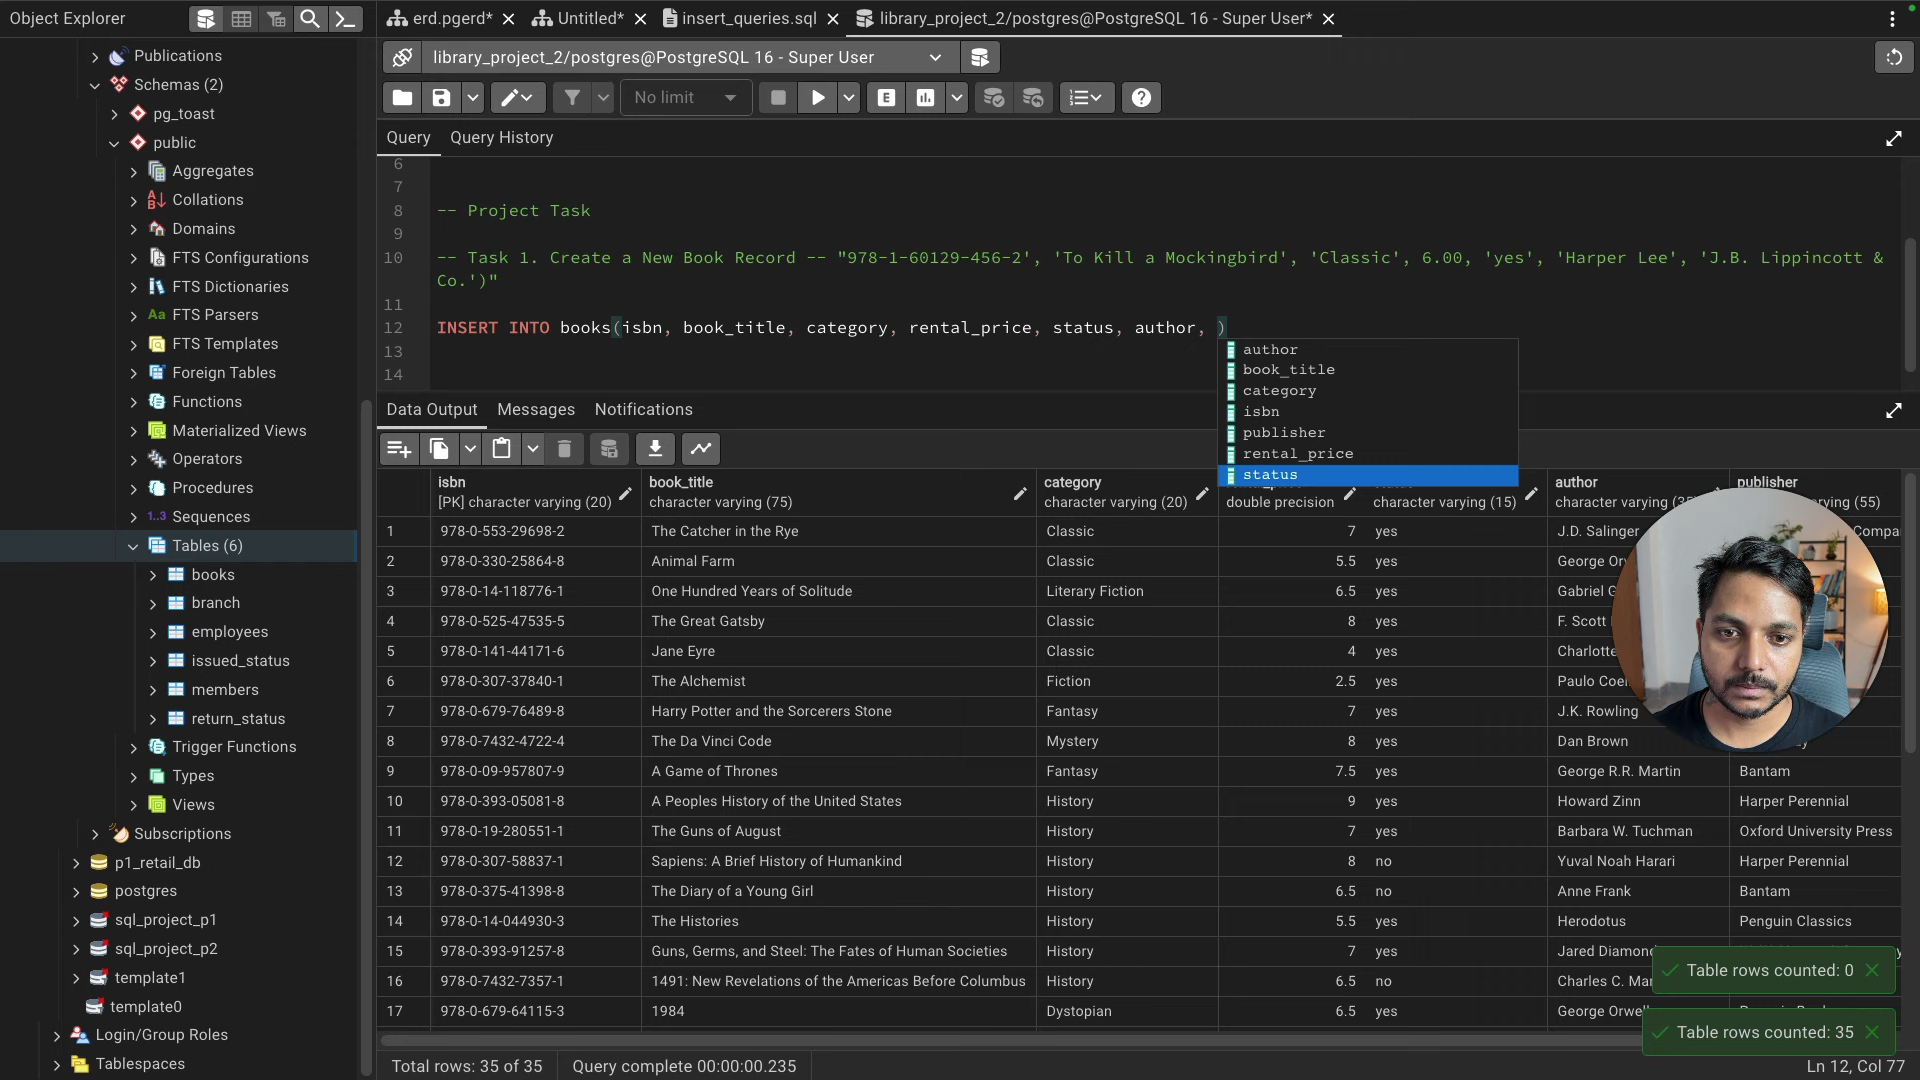 Object Explorer
erd.pgerd*
Untitled*
insert_queries.sql
library_project_2/postgres@PostgreSQL 16 - Super User*
library_project_2/postgres@PostgreSQL 16 - Super User
No limit
E
Query
Query History
Publications
Schemas (2)
pg_toast
public
Aggregates
Collations
Domains
FTS Configurations
FTS Dictionaries
Aa FTS Parsers
FTS Templates
Foreign Tables
Functions
Materialized Views
Operators
Procedures
1..3 Sequences
Tables (6)
books
branch
employees
issued_status
members
return_status
Trigger Functions
Types
Views
Subscriptions
p1_retail_db
postgres
sql_project_p1
sql_project_p2
template1
template0
Login/Group Roles
Tablespaces
6
7
8 -- Project Task
9
10 -- Task 1. Create a New Book Record -- "978-1-60129-456-2', 'To Kill a Mockingbird', 'Classic', 6.00, 'yes', 'Harper Lee', 'J.B. Lippincott &
Co.')"
11
12 INSERT INTO books(isbn, book_title, category, rental_price, status, author, )
13
14
author
book_title
category
isbn
publisher
rental_price
status
Data Output
Messages
Notifications
isbn book_title category author publisher
[PK] character varying (20) character varying (75) character varying (20) double precision character varying (15) character varying (35)
1 978-0-553-29698-2 The Catcher in the Rye Classic 7 yes J.D. Salinger
2 978-0-330-25864-8 Animal Farm Classic 5.5 yes
3 978-0-14-118776-1 One Hundred Years of Solitude Literary Fiction 6.5 yes Gabriel
4 978-0-525-47535-5 The Great Gatsby Classic 8 yes F. Scott
5 978-0-141-44171-6 Jane Eyre Classic 4 yes Charlotte
6 978-0-307-37840-1 The Alchemist Fiction 2.5 yes Paulo
7 978-0-679-76489-8 Harry Potter and the Sorcerers Stone Fantasy 7 yes J.K. Rowling
8 978-0-7432-4722-4 The Da Vinci Code Mystery 8 yes Dan Brown
9 978-0-09-957807-9 A Game of Thrones Fantasy 7.5 yes George R.R. Martin Bantam
10 978-0-393-05081-8 A Peoples History of the United States History 9 yes Howard Zinn Harper Perennial
11 978-0-19-280551-1 The Guns of August History 7 yes Barbara W. Tuchman Oxford University Press
12 978-0-307-58837-1 Sapiens: A Brief History of Humankind History 8 no Yuval Noah Harari Harper Perennial
13 978-0-375-41398-8 The Diary of a Young Girl History 6.5 no Anne Frank Bantam
14 978-0-14-044930-3 The Histories History 5.5 yes Herodotus Penguin Classics
15 978-0-393-91257-8 Guns, Germs, and Steel: The Fates of Human Societies History 7 yes Jared
16 978-0-7432-7357-1 1491: New Revelations of the Americas Before Columbus History 6.5 no Charles C.
17 978-0-679-64115-3 1984 Dystopian 6.5 yes George
Table rows counted: 0
Table rows counted: 35
Total rows: 35 of 35
Query complete 00:00:00.235
Ln 12, Col 77